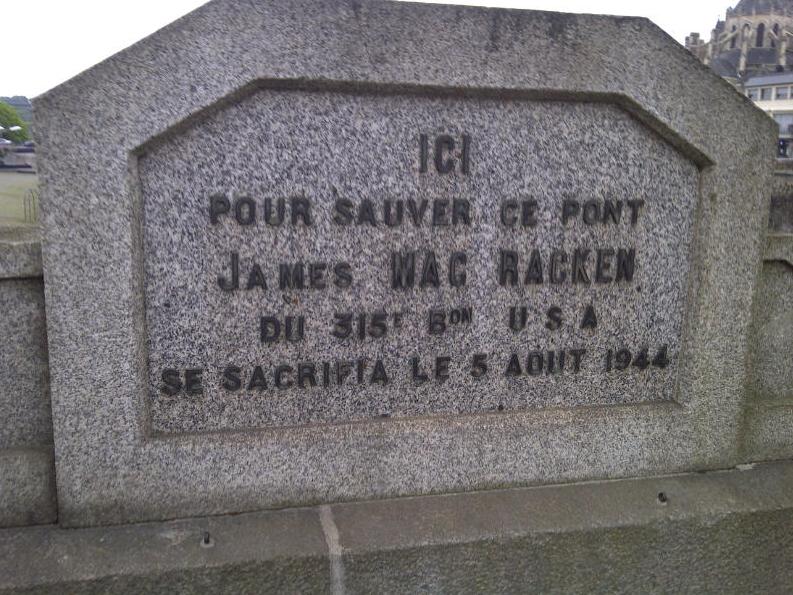 ICI
POUR SAUVER CE PONT
JAMES MAC RACKEN
DU 315E BON U S A
SE SACRIFIA LE 5 AOUT 1944